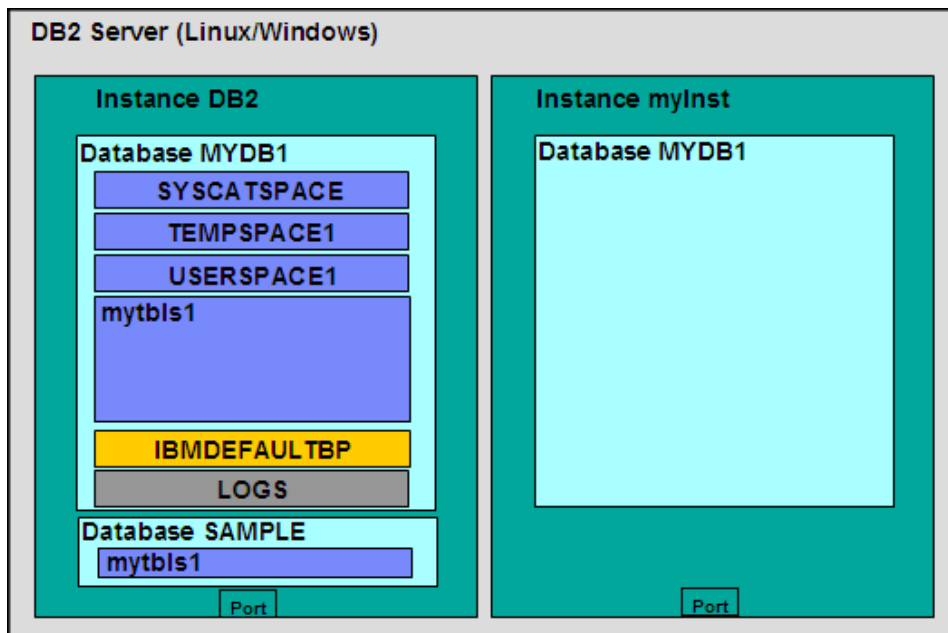 DB2 Server (Linux/Windows)
Instance DB2
Database MYDB1
SYSCATSPACE
TEMPSPACE1
USERSPACE1
mytbls1
IBMDEFAULTBP
LOGS
Database SAMPLE
mytbls1
Port
Instance myInst
Database MYDB1
Port